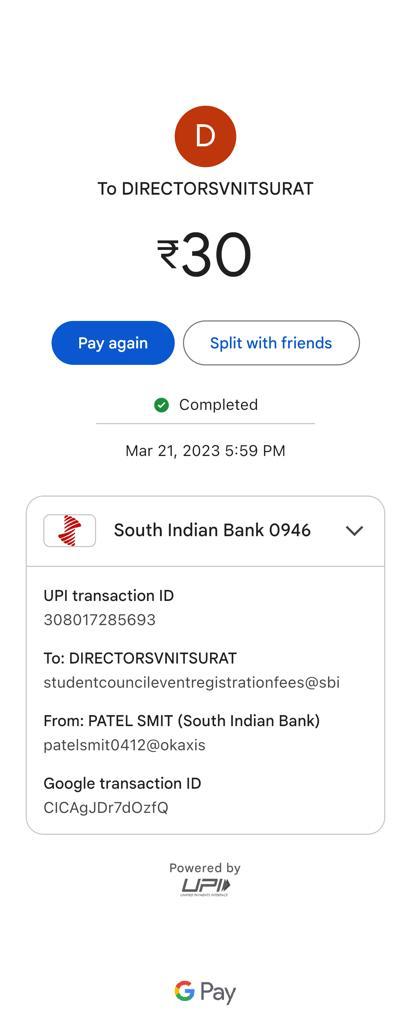 D
To DIRECTORSVNITSURAT
₹30
Pay again
Split with friends
Completed
Mar 21, 2023 5:59 PM
South Indian Bank 0946
UPI transaction ID
308017285693
To: DIRECTORSVNITSURAT
studentcouncileventregistrationfees@sbi
From: PATEL SMIT (South Indian Bank)
patelsmit0412@okaxis
Google transaction ID
CICAgJDr7dOzfQ
Powered by
UPI
UNIFIED PAYMENTS INTERFACE
G Pay